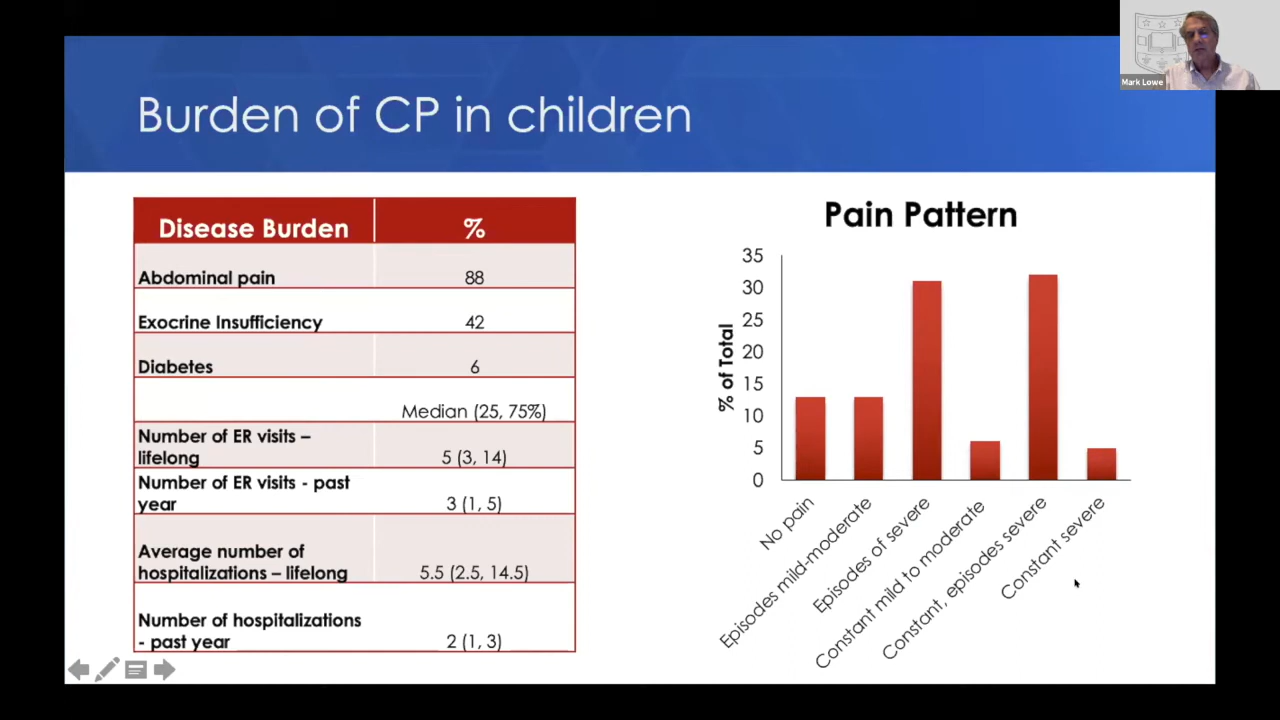 Mark Lowe
Burden of CP in children
Disease Burden %
Abdominal pain 88
Exocrine Insufficiency 42
Diabetes 6
Median (25, 75%)
Number of ER visits –
lifelong 5 (3, 14)
Number of ER visits - past
year 3 (1, 5)
Average number of
hospitalizations – lifelong 5.5 (2.5, 14.5)
Number of hospitalizations
- past year 2 (1, 3)
Pain Pattern
% of Total
35
30
25
20
15
10
5
0
No pain
Episodes mild-moderate
Episodes of severe
Constant mild to moderate
Constant, episodes severe
Constant severe